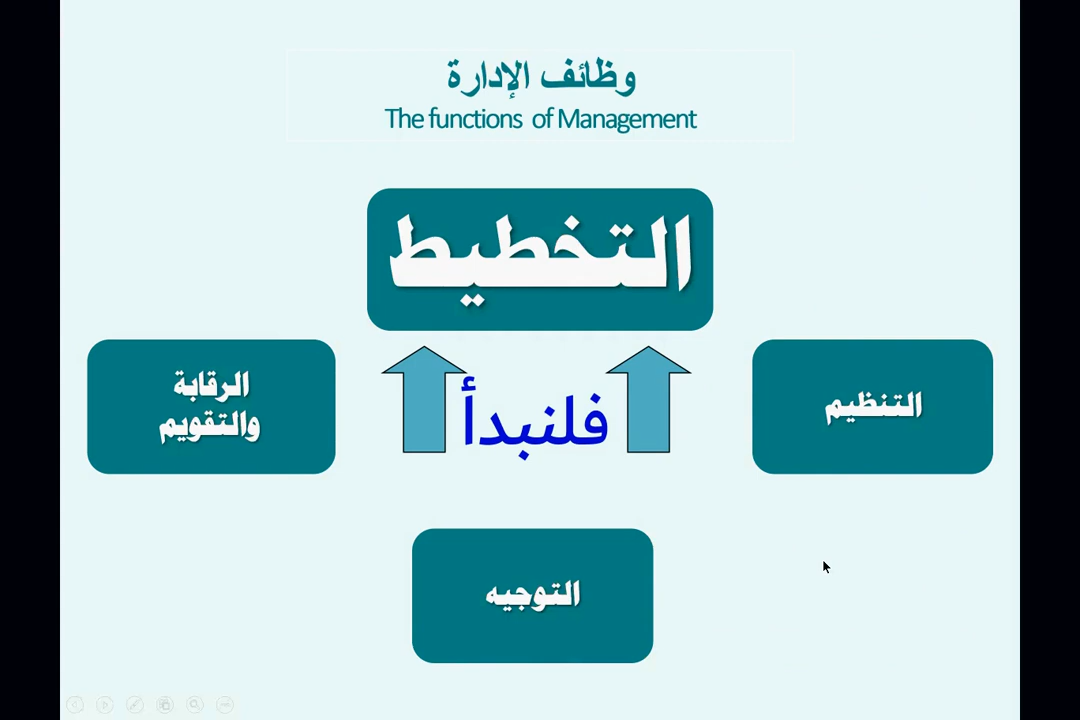 وظائف الإدارة
The functions of Management
التخطيط
التنظيم
فلنبدأ
الرقابة
والتقويم
التوجيه